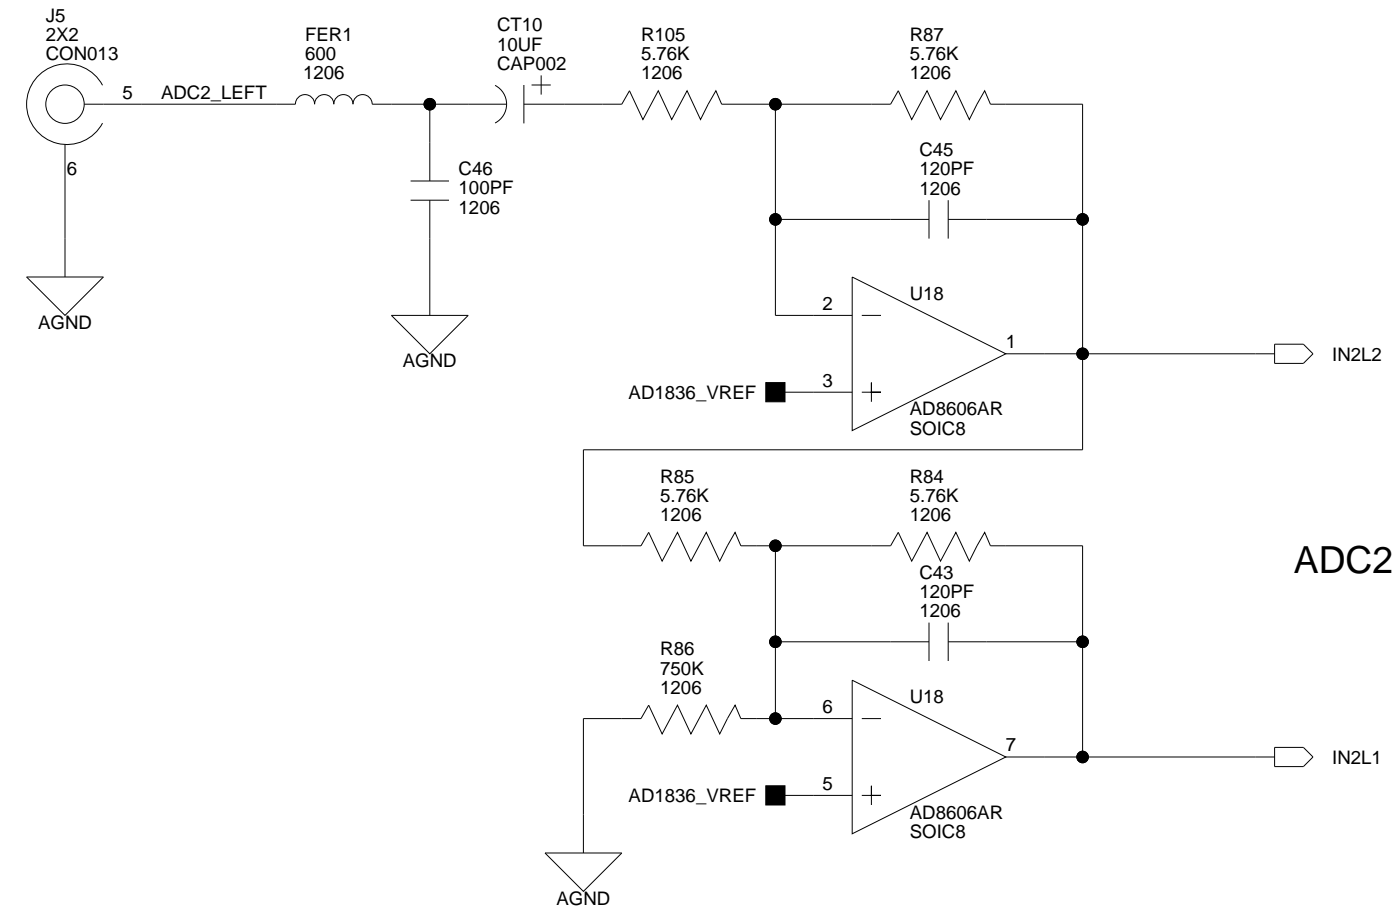 J5
2X2
CON013
5
ADC2_LEFT
6
AGND
FER1
600
1206
C46
100PF
1206
AGND
CT10
10UF
CAP002
R105
5.76K
1206
R87
5.76K
1206
C45
120PF
1206
U18
2
3
1
AD1836_VREF
AD8606AR
SOIC8
IN2L2
R85
5.76K
1206
R84
5.76K
1206
C43
120PF
1206
ADC2
R86
750K
1206
U18
6
5
7
AD1836_VREF
AD8606AR
SOIC8
IN2L1
AGND